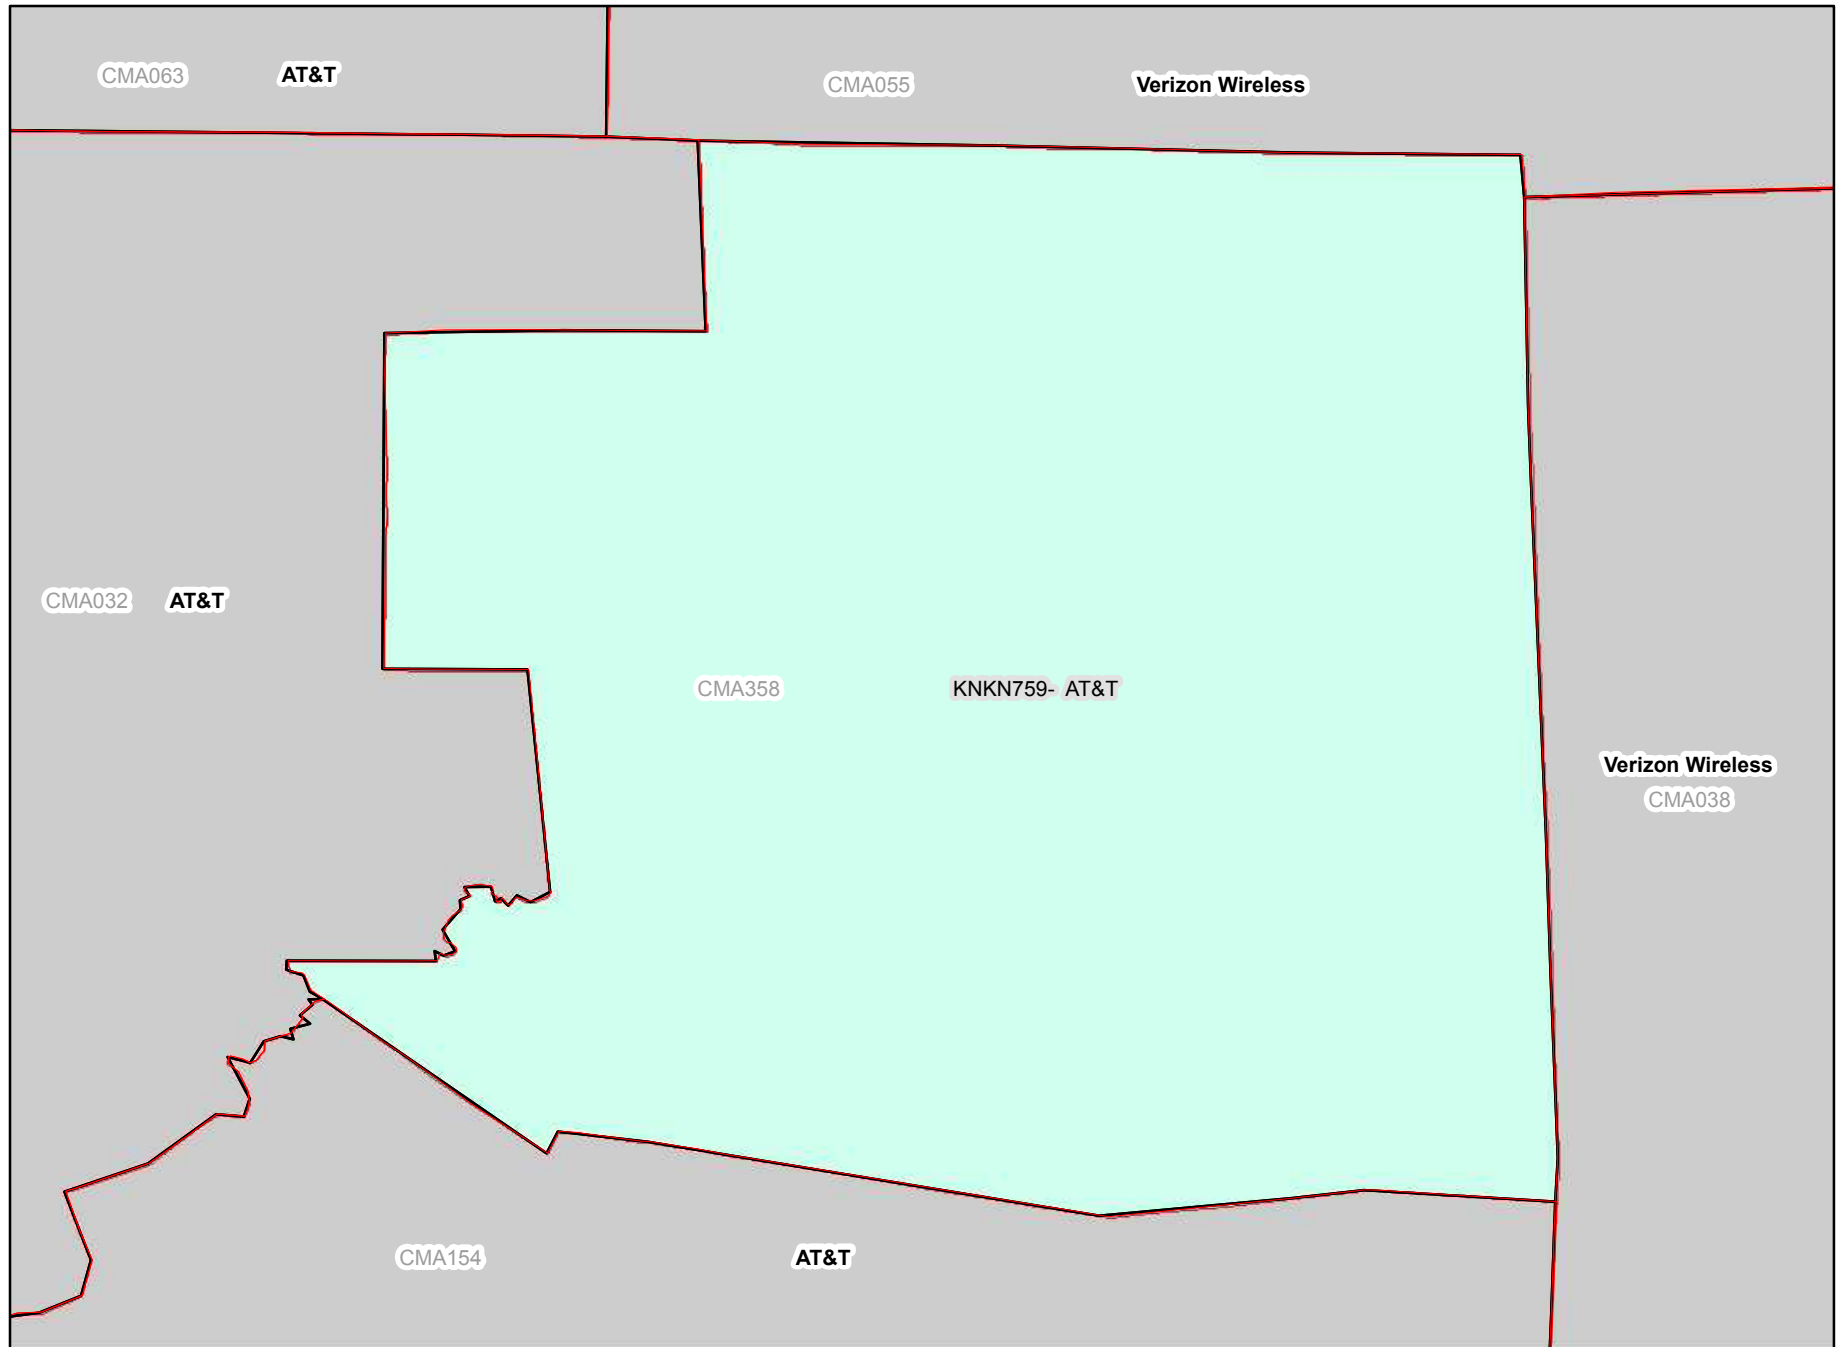 CMA063 AT&T
CMA055 Verizon Wireless
CMA032 AT&T
CMA358 KNKN759- AT&T
Verizon Wireless
CMA038
CMA154 AT&T